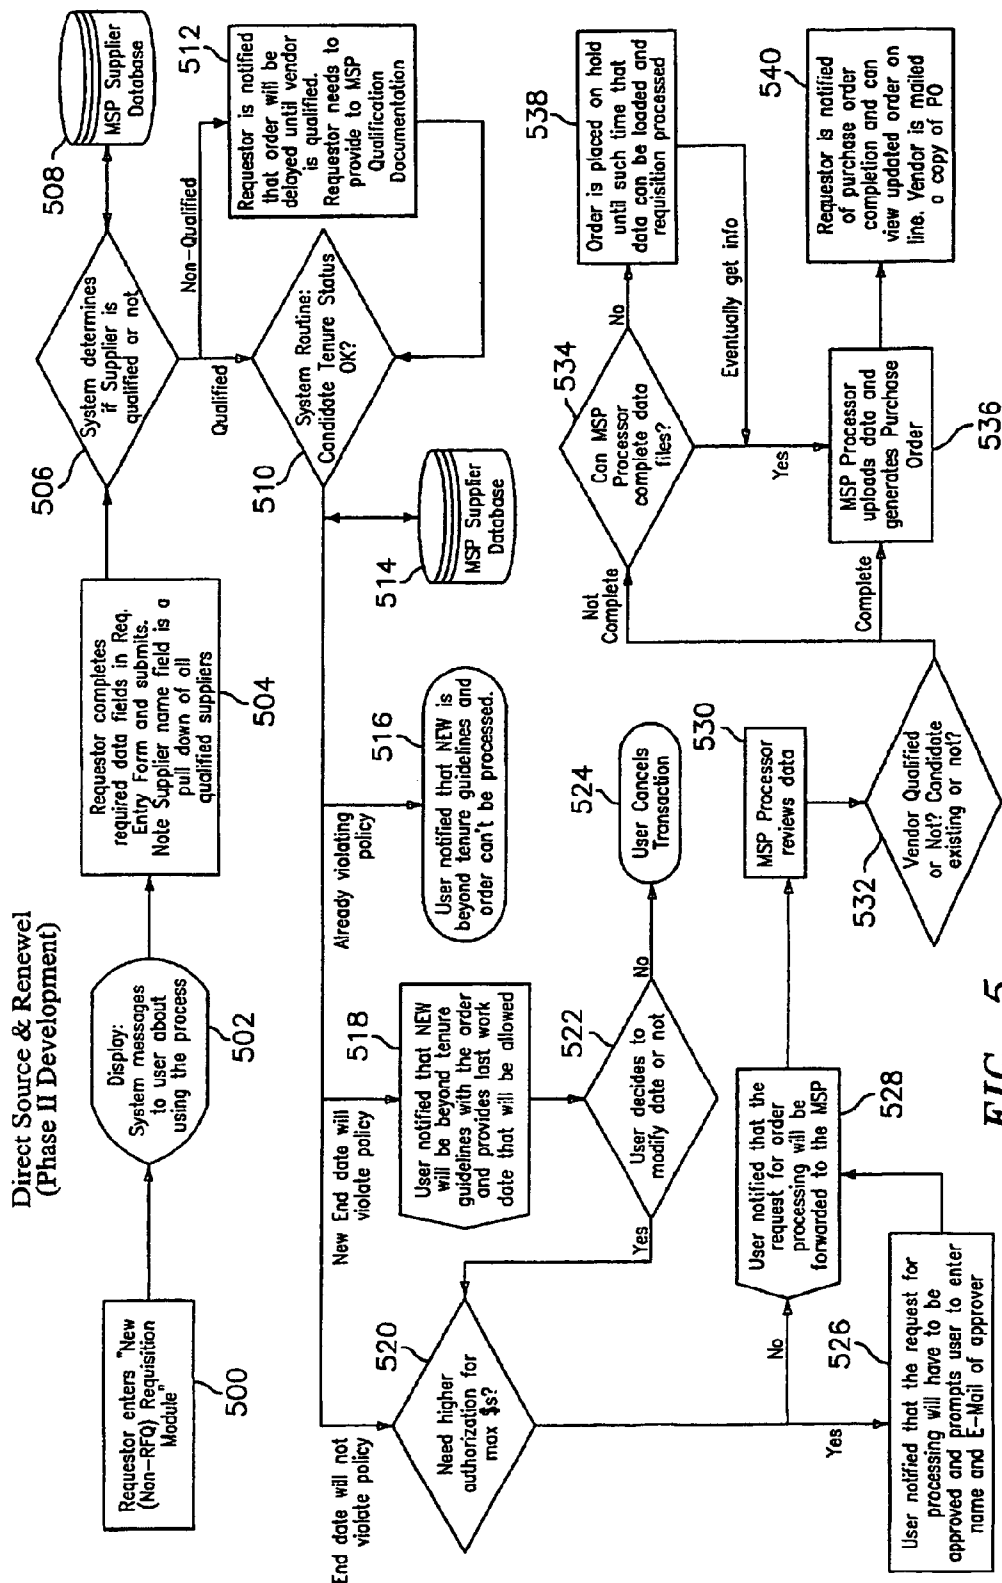 Direct Source & Renewel
(Phase II Development)
Requestor enters "New
(Non-RFQ) Requisition
Module"
500
Display:
System messages
to user about
using the process
502
Requestor completes
required data fields in Req.
Entry Form and submits.
Note Supplier name field is a
pull down of all
qualified suppliers
504
System determines
if Supplier is
qualified or not
506
MSP Supplier
Database
508
Non-Qualified
Qualified
Requestor is notified
that order will be
delayed until vendor
is qualified.
Requestor needs to
provide to MSP
Qualification
Documentation
512
System Routine:
Candidate Tenure Status
OK?
510
MSP Supplier
Database
514
Already violating
policy
User notified that NEW is
beyond tenure guidelines and
order can't be processed.
516
New End date will
violate policy
User notified that NEW
will be beyond tenure
guidelines with the order
and provides last work
date that will be allowed
518
User decides to
modify date or not
522
No
User Cancels
Transaction
524
Yes
End date will not
violate policy
Need higher
authorization for
max $s?
520
No
Yes
User notified that the request for
processing will have to be
approved and prompts user to enter
name and E-Mail of approver
526
User notified that the
request for order
processing will be
forwarded to the MSP
528
MSP Processor
reviews data
530
Vendor Qualified
or Not? Candidate
existing or not?
532
Not
Complete
Complete
Can MSP
Processor
complete data
files?
534
No
Yes
Order is placed on hold
until such time that
data can be loaded and
requisition processed
538
Eventually get info
MSP Processor
uploads data and
generates Purchase
Order
536
Requestor is notified
of purchase order
completion and can
view updated order on
line. Vendor is mailed
a copy of PO
540
FIG. 5